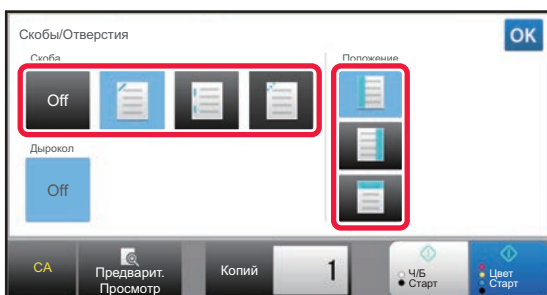 Скобы/Отверстия
OK
Скоба
Положение
Off
Дырокол
Off
CA
Предварит.
Просмотр
Копий
1
Ч/Б
Старт
Цвет
Старт